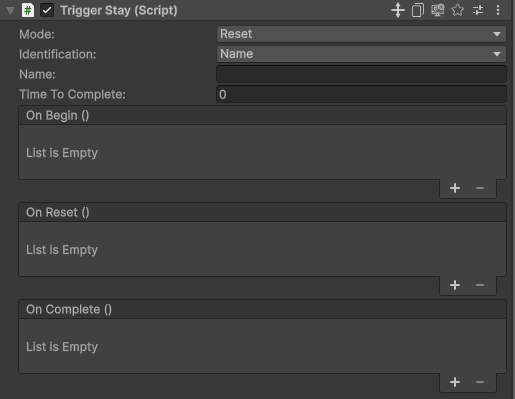 # Trigger Stay (Script)
Mode: Reset
Identification: Name
Name:
Time To Complete: 0
On Begin ()
List is Empty
+ −
On Reset ()
List is Empty
+ −
On Complete ()
List is Empty
+ −